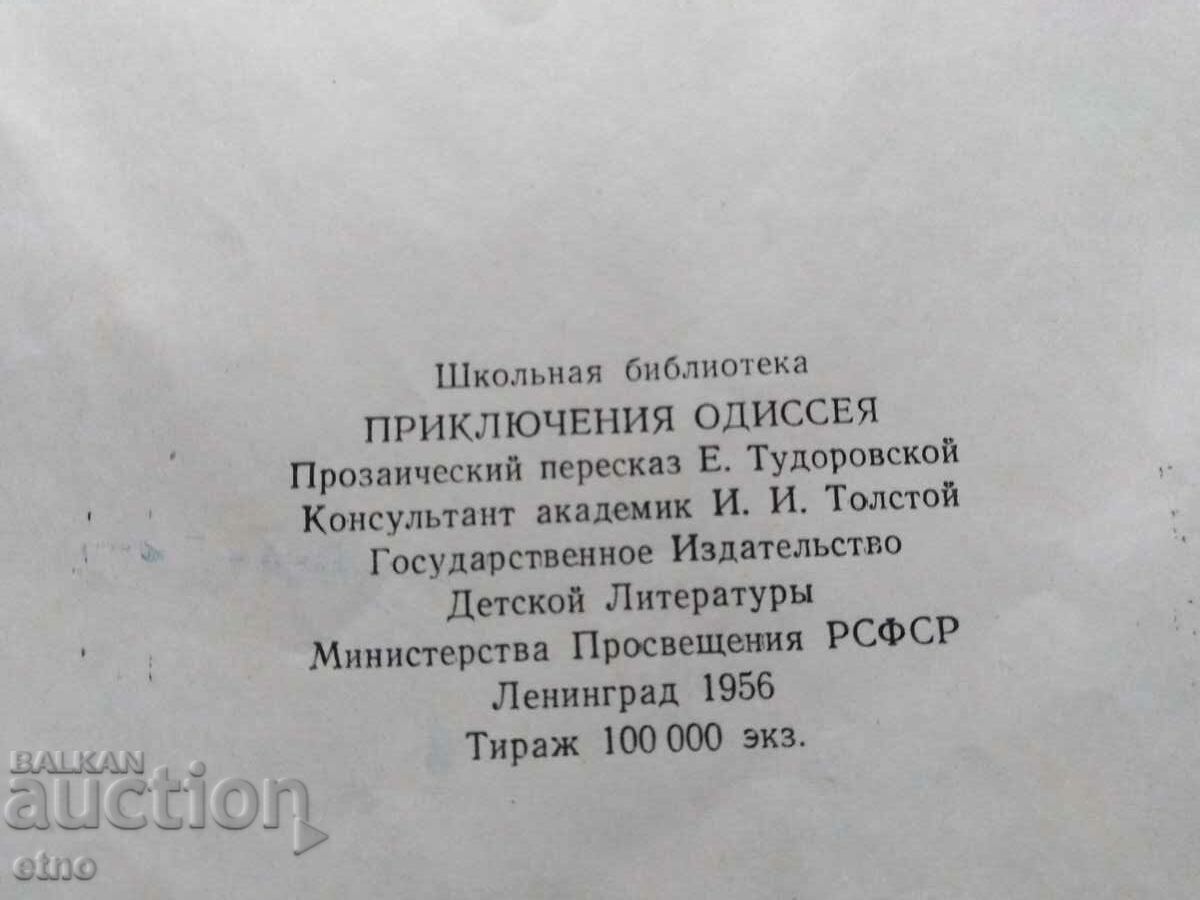 Школьная библиотека
ПРИКЛЮЧЕНИЯ ОДИССЕЯ
Прозаический пересказ Е. Тудоровской
Консультант академик И. И. Толстой
Государственное Издательство
Детской Литературы
Министерства Просвещения РСФСР
Ленинград 1956
Тираж 100 000 экз.
BALKAN
auction
etno